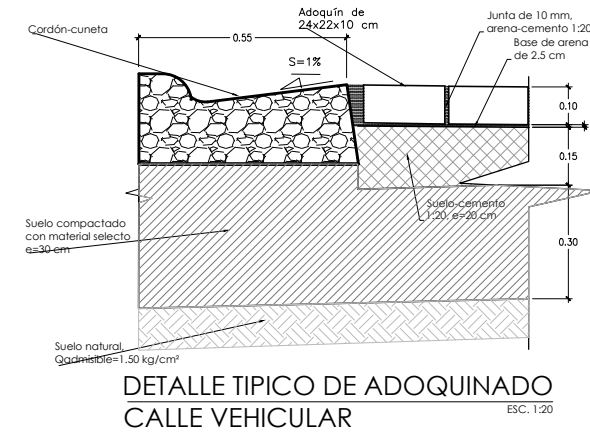 Adoquín de
24x22x10 cm
Junta de 10 mm,
arena-cemento 1:20
Base de arena
de 2.5 cm
Cordón-cuneta
0.55
S=1%
0.10
0.15
Suelo-cemento
1:20, e=20 cm
Suelo compactado
con material selecto
e=30 cm
0.30
Suelo natural,
Qadmisible=1.50 kg/cm²
DETALLE TIPICO DE ADOQUINADO
CALLE VEHICULAR
ESC. 1:20